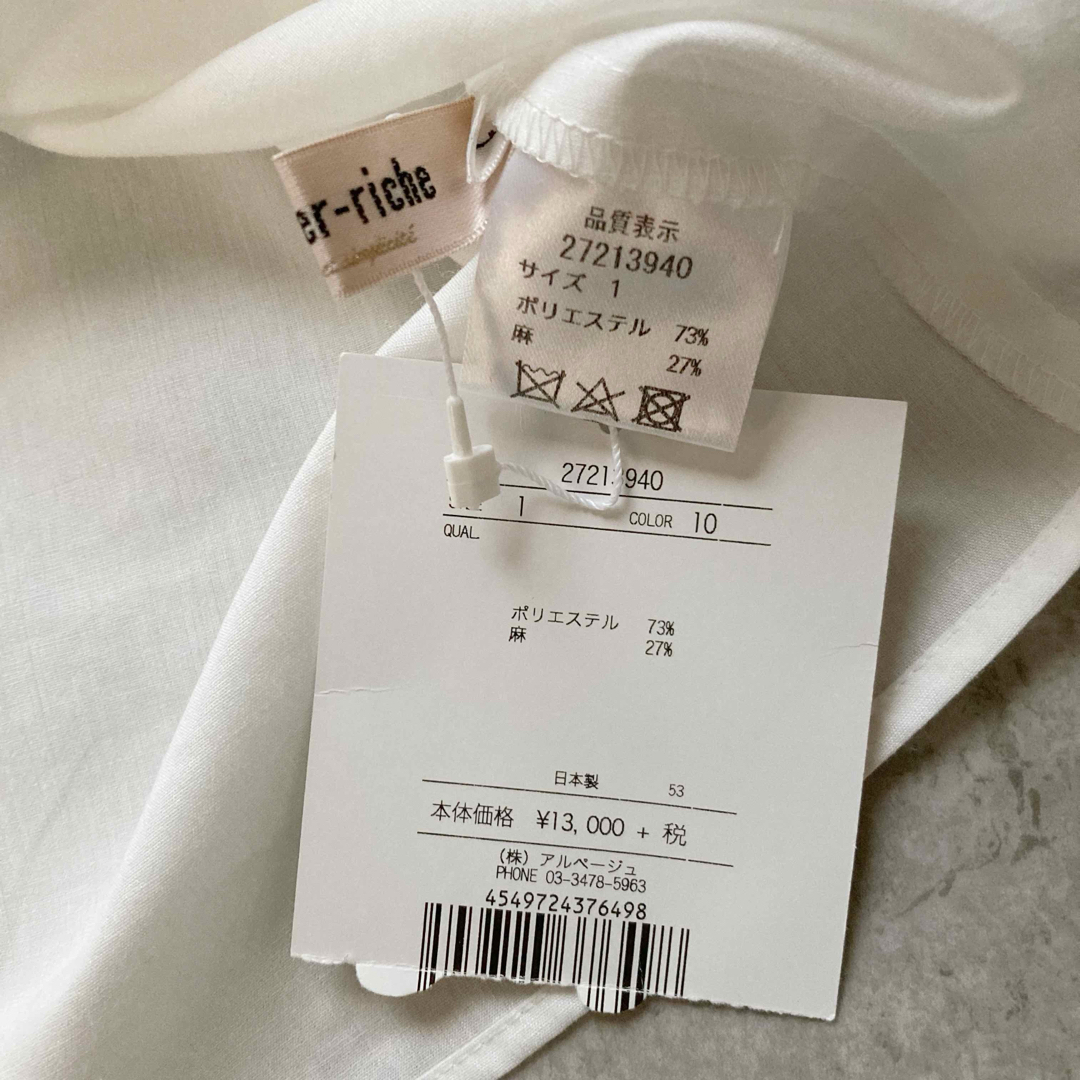 er-riche
品質表示
27213940
サイズ 1
ポリエステル 73%
麻 27%
1 COLOR 10
QUAL.
ポリエステル 73%
麻 27%
日本製 53
本体価格 ¥13,000 + 税
(株) アルページュ
PHONE 03-3478-5963
4549724376498